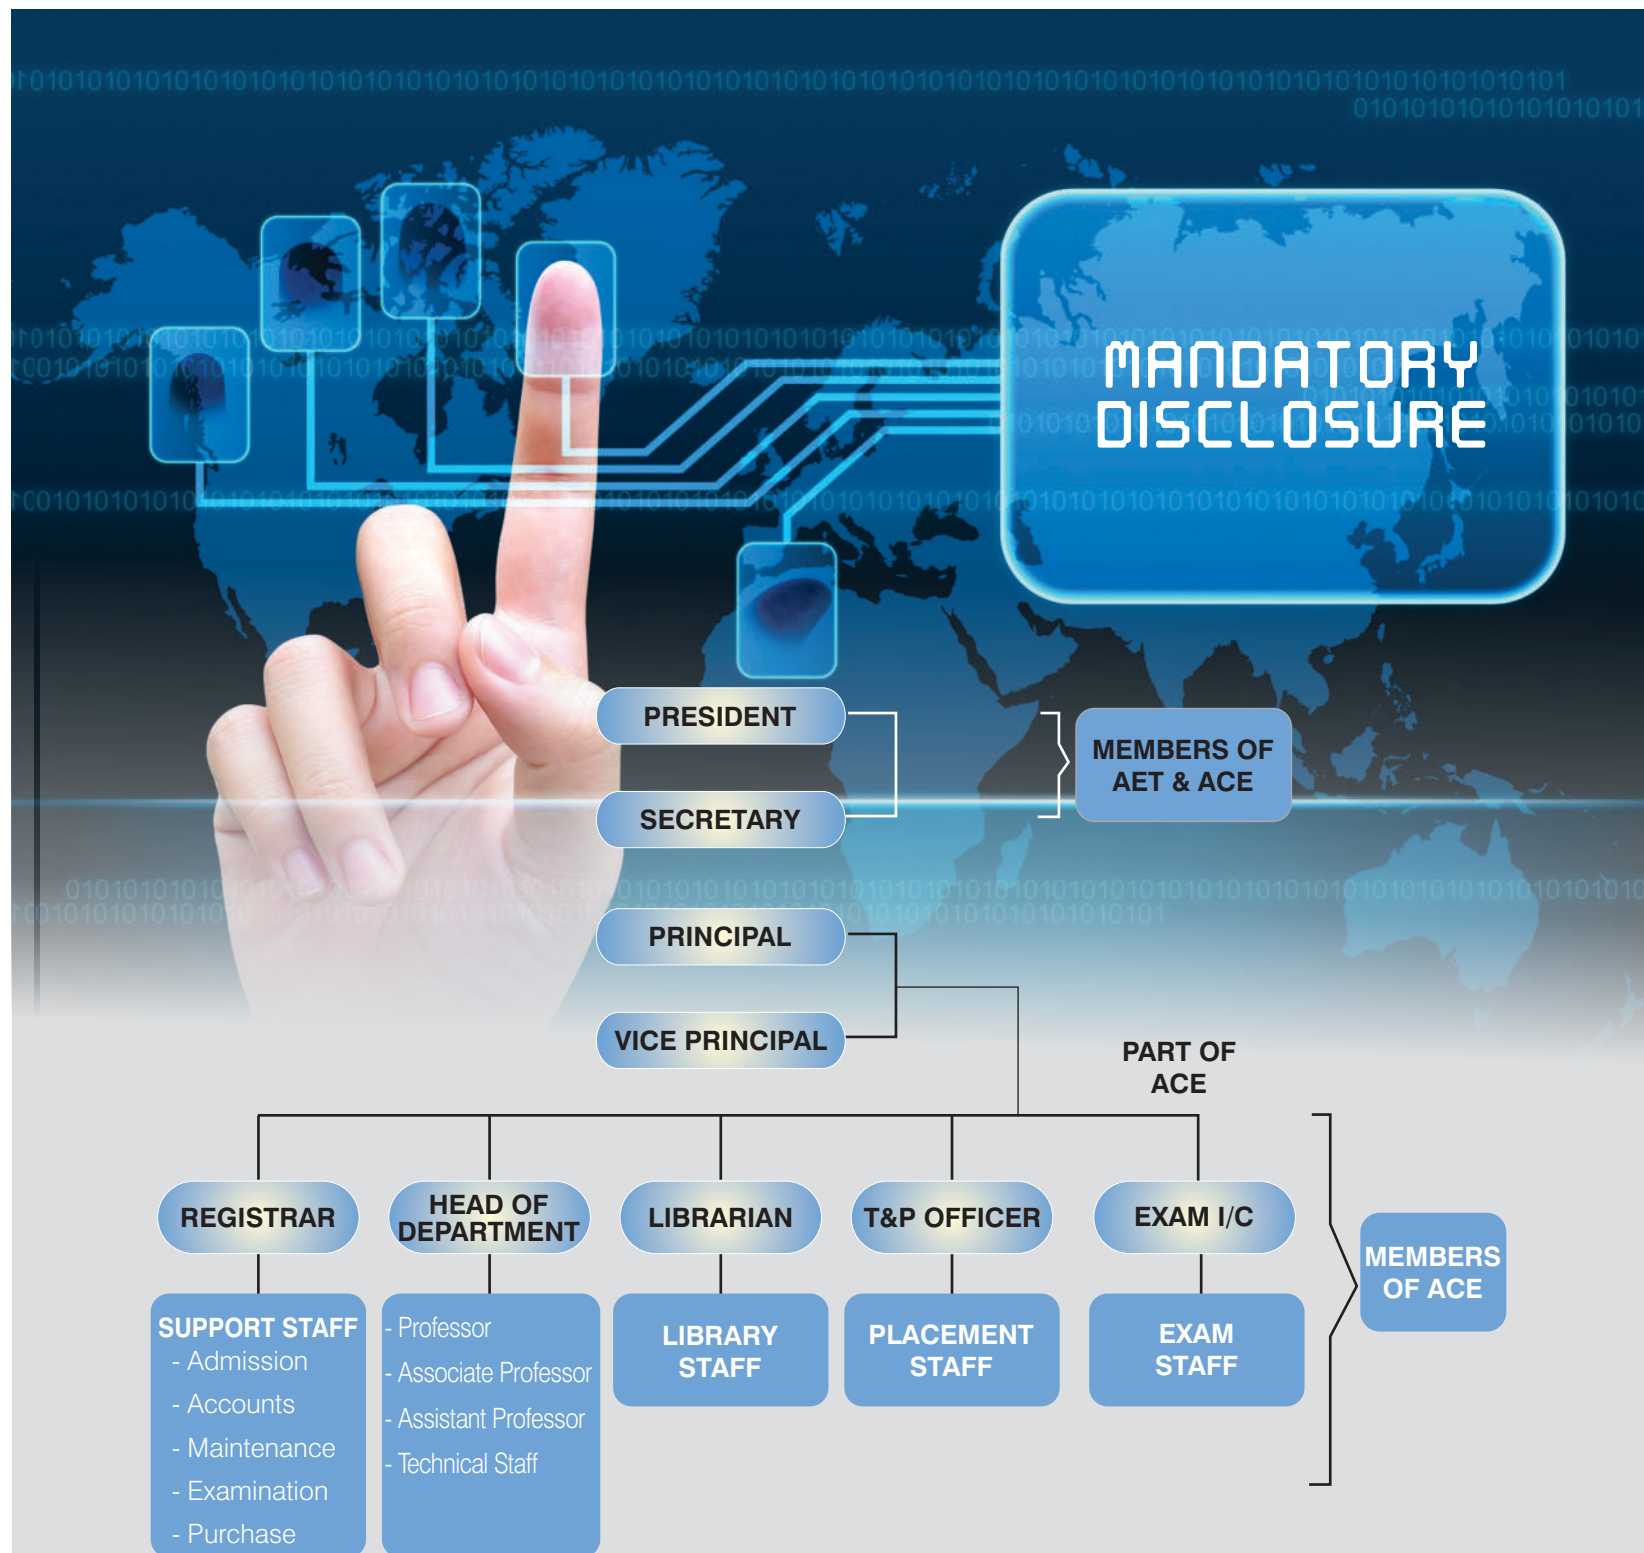 MANDATORY
DISCLOSURE
PRESIDENT
SECRETARY
MEMBERS OF
AET & ACE
PRINCIPAL
VICE PRINCIPAL
PART OF
ACE
REGISTRAR
HEAD OF
DEPARTMENT
LIBRARIAN
T&P OFFICER
EXAM I/C
MEMBERS
OF ACE
SUPPORT STAFF
- Admission
- Accounts
- Maintenance
- Examination
- Purchase
- Professor
- Associate Professor
- Assistant Professor
- Technical Staff
LIBRARY
STAFF
PLACEMENT
STAFF
EXAM
STAFF